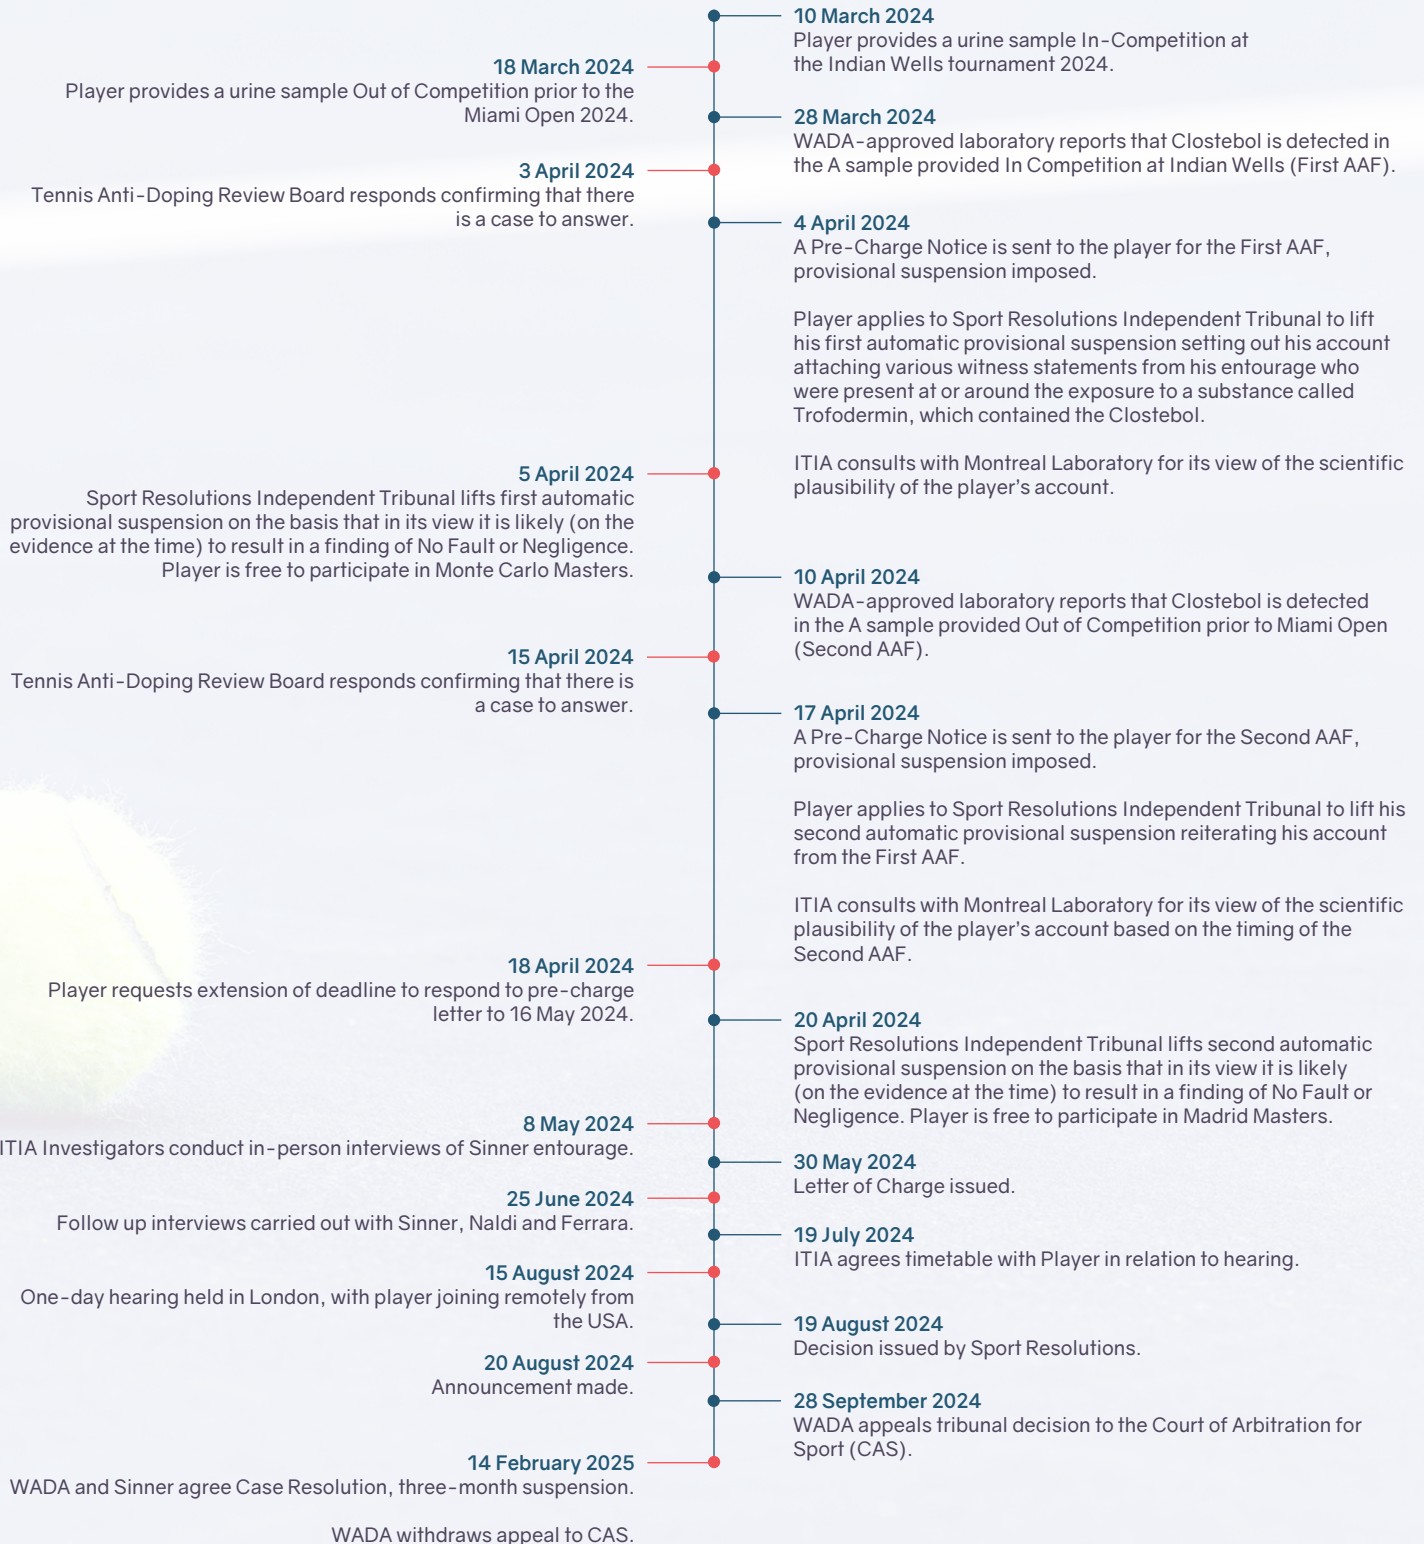 10 March 2024
Player provides a urine sample In-Competition at
the Indian Wells tournament 2024.
18 March 2024
Player provides a urine sample Out of Competition prior to the
Miami Open 2024.
28 March 2024
WADA-approved laboratory reports that Clostebol is detected in
the A sample provided In Competition at Indian Wells (First AAF).
3 April 2024
Tennis Anti-Doping Review Board responds confirming that there
is a case to answer.
4 April 2024
A Pre-Charge Notice is sent to the player for the First AAF,
provisional suspension imposed.
Player applies to Sport Resolutions Independent Tribunal to lift
his first automatic provisional suspension setting out his account
attaching various witness statements from his entourage who
were present at or around the exposure to a substance called
Trofodermin, which contained the Clostebol.
ITIA consults with Montreal Laboratory for its view of the scientific
plausibility of the player's account.
5 April 2024
Sport Resolutions Independent Tribunal lifts first automatic
provisional suspension on the basis that in its view it is likely (on the
evidence at the time) to result in a finding of No Fault or Negligence.
Player is free to participate in Monte Carlo Masters.
10 April 2024
WADA-approved laboratory reports that Clostebol is detected
in the A sample provided Out of Competition prior to Miami Open
(Second AAF).
15 April 2024
Tennis Anti-Doping Review Board responds confirming that there is
a case to answer.
17 April 2024
A Pre-Charge Notice is sent to the player for the Second AAF,
provisional suspension imposed.
Player applies to Sport Resolutions Independent Tribunal to lift his
second automatic provisional suspension reiterating his account
from the First AAF.
ITIA consults with Montreal Laboratory for its view of the scientific
plausibility of the player's account based on the timing of the
Second AAF.
18 April 2024
Player requests extension of deadline to respond to pre-charge
letter to 16 May 2024.
20 April 2024
Sport Resolutions Independent Tribunal lifts second automatic
provisional suspension on the basis that in its view it is likely
(on the evidence at the time) to result in a finding of No Fault or
Negligence. Player is free to participate in Madrid Masters.
8 May 2024
ITIA Investigators conduct in-person interviews of Sinner entourage.
30 May 2024
Letter of Charge issued.
25 June 2024
Follow up interviews carried out with Sinner, Naldi and Ferrara.
19 July 2024
ITIA agrees timetable with Player in relation to hearing.
15 August 2024
One-day hearing held in London, with player joining remotely from
the USA.
19 August 2024
Decision issued by Sport Resolutions.
20 August 2024
Announcement made.
28 September 2024
WADA appeals tribunal decision to the Court of Arbitration for
Sport (CAS).
14 February 2025
WADA and Sinner agree Case Resolution, three-month suspension.
WADA withdraws appeal to CAS.